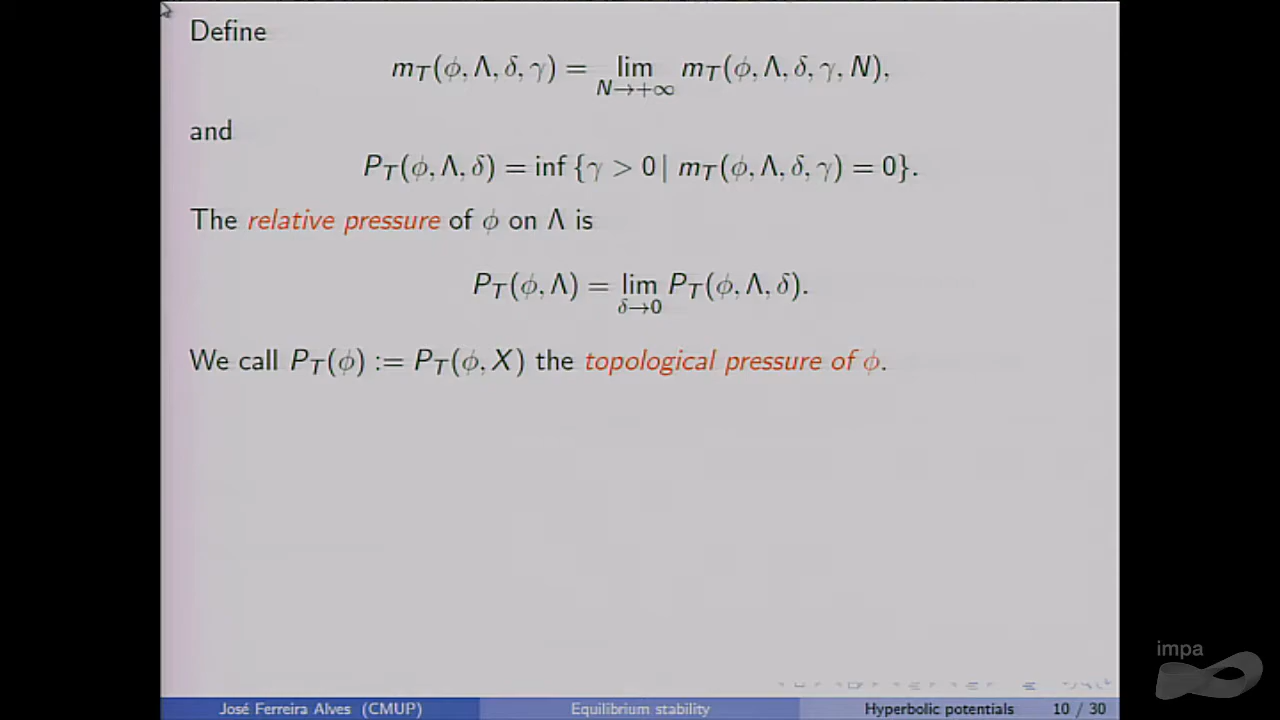 Define
m_T(ϕ, Λ, δ, γ) = lim_{N→+∞} m_T(ϕ, Λ, δ, γ, N),
and
P_T(ϕ, Λ, δ) = inf {γ > 0 | m_T(ϕ, Λ, δ, γ) = 0}.
The relative pressure of ϕ on Λ is
P_T(ϕ, Λ) = lim_{δ→0} P_T(ϕ, Λ, δ).
We call P_T(ϕ) := P_T(ϕ, X) the topological pressure of ϕ.
impa
José Ferreira Alves (CMUP) Equilibrium stability Hyperbolic potentials 10 / 30